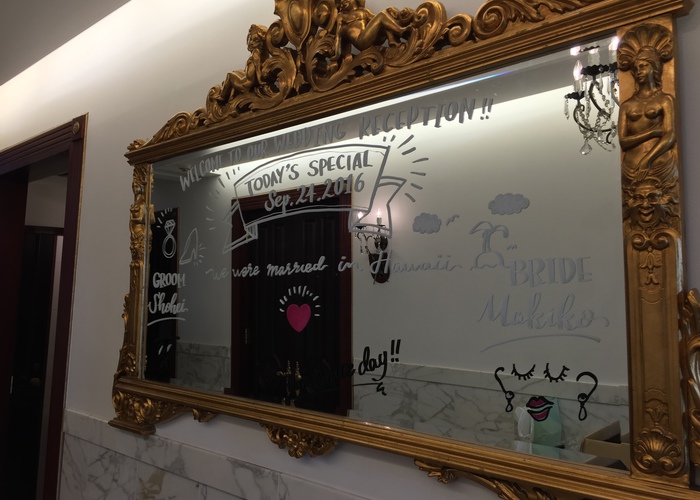 WELCOME TO OUR WEDDING RECEPTION!!
TODAY'S SPECIAL
Sep. 24. 2016
we were married in Hawaii
GROOM
Shohei
BRIDE
Makiko
day!!